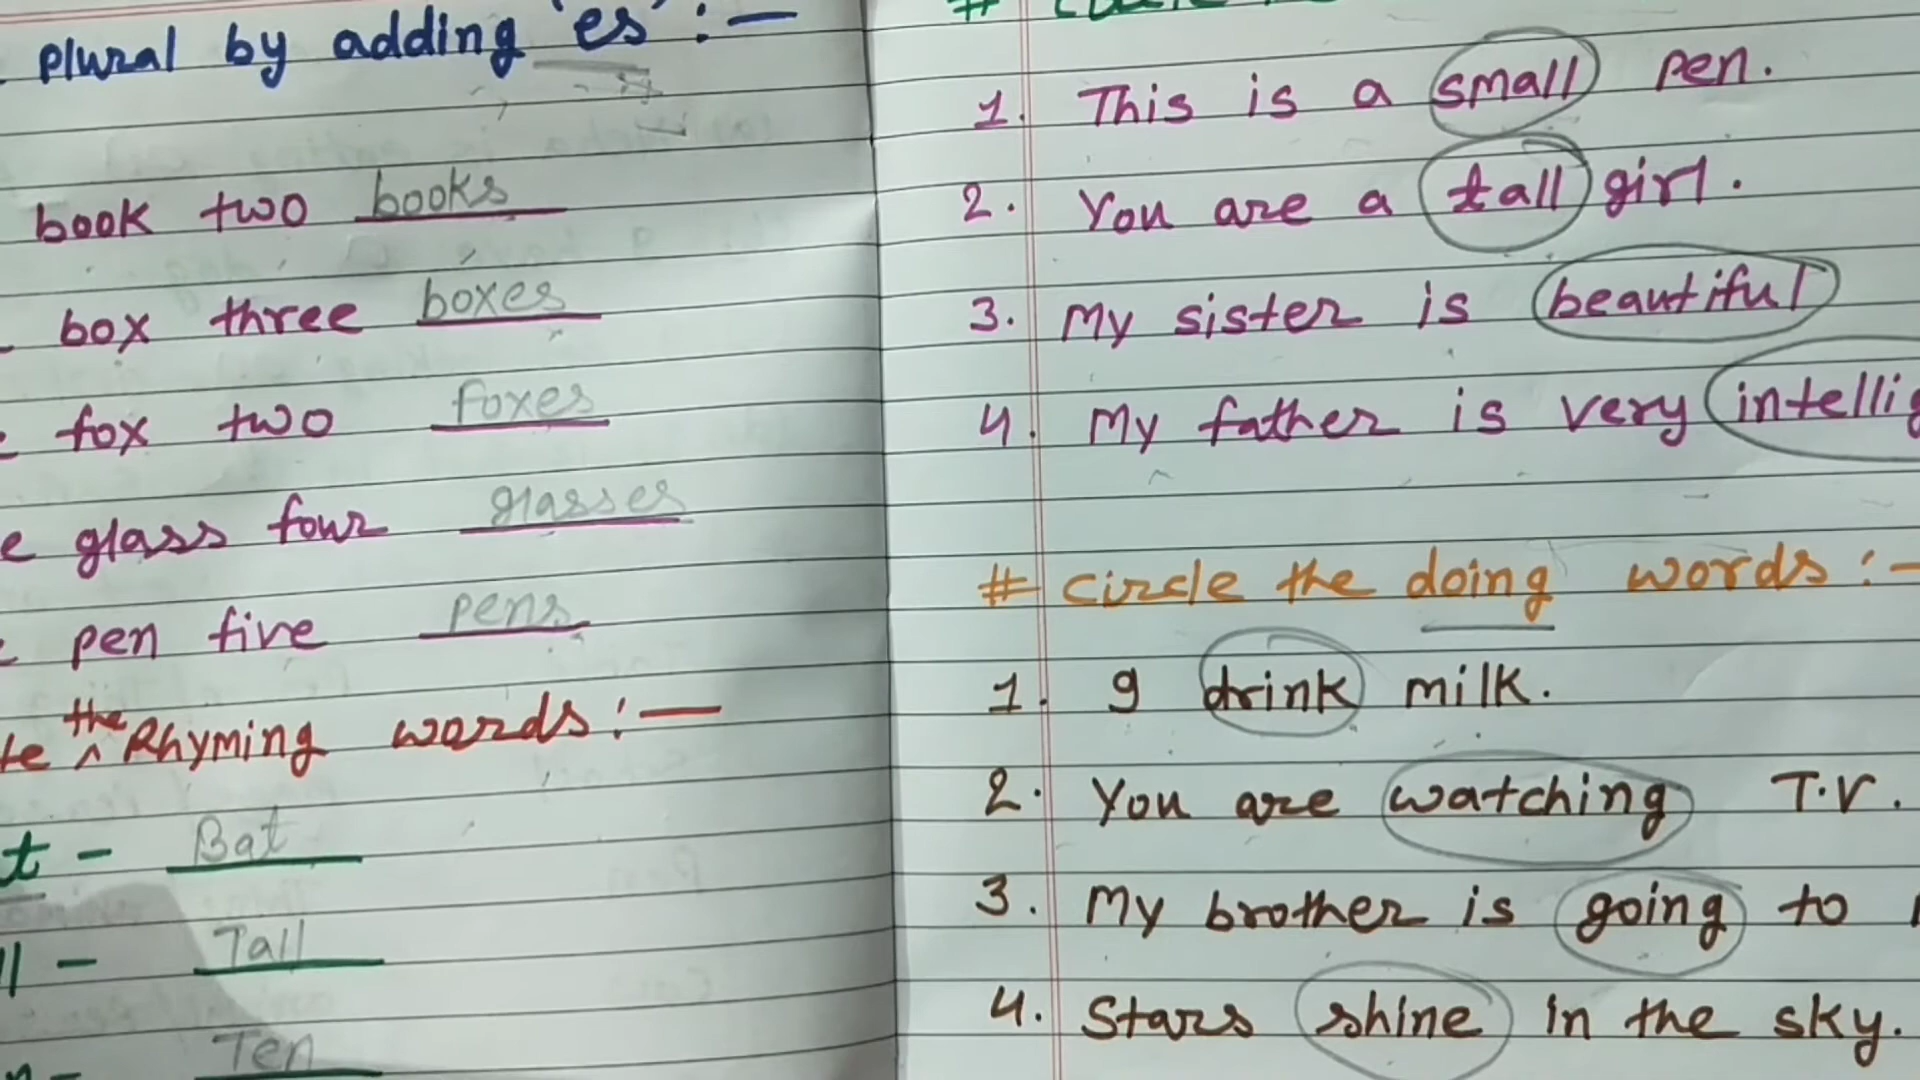 plural by adding 'es' :-
book two books
box three boxes
fox two foxes
glass four glasses
pen five pens
the
Rhyming words :-
Bat
Tall
Ten
1. This is a small pen.
2. You are a tall girl.
3. My sister is beautiful
4. My father is very
# Circle the doing words :-
1. I drink milk.
2. You are watching T.V.
3. My brother is going to
4. Stars shine in the sky.